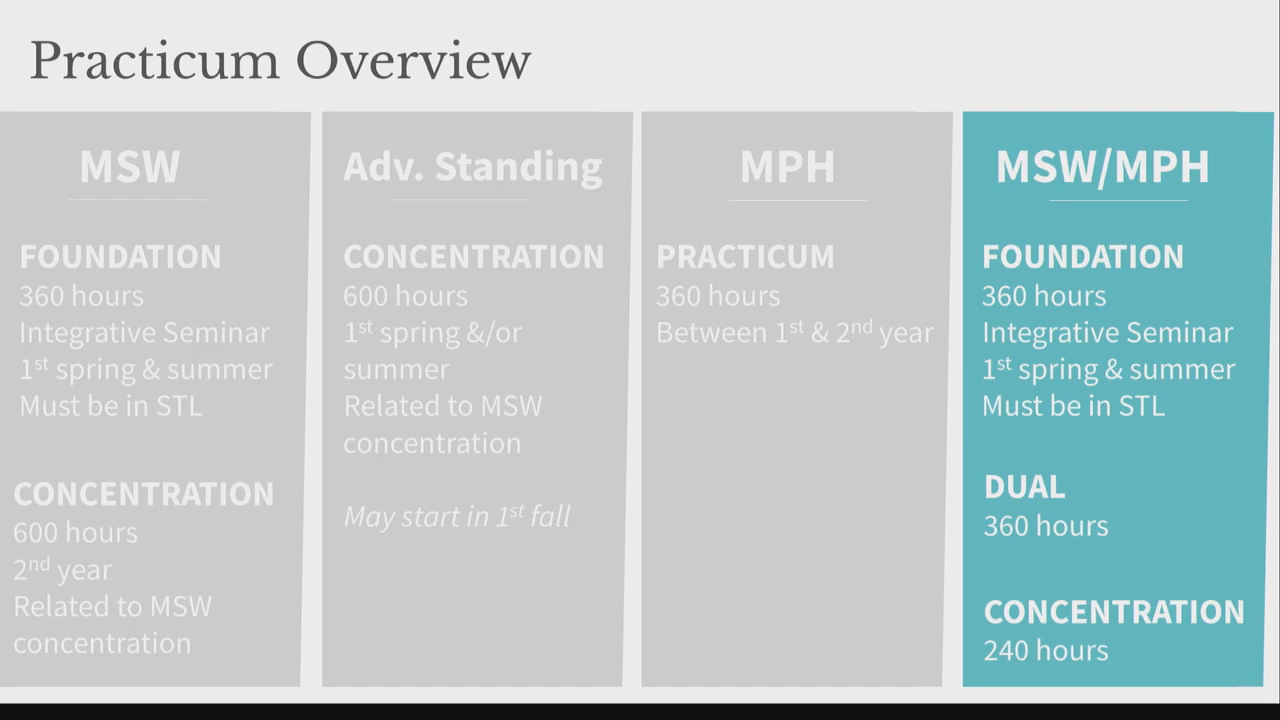 Practicum Overview
MSW
FOUNDATION
360 hours
Integrative Seminar
1st spring & summer
Must be in STL
CONCENTRATION
600 hours
2nd year
Related to MSW
concentration
Adv. Standing
CONCENTRATION
600 hours
1st spring &/or
summer
Related to MSW
concentration
May start in 1st fall
MPH
PRACTICUM
360 hours
Between 1st & 2nd year
MSW/MPH
FOUNDATION
360 hours
Integrative Seminar
1st spring & summer
Must be in STL
DUAL
360 hours
CONCENTRATION
240 hours